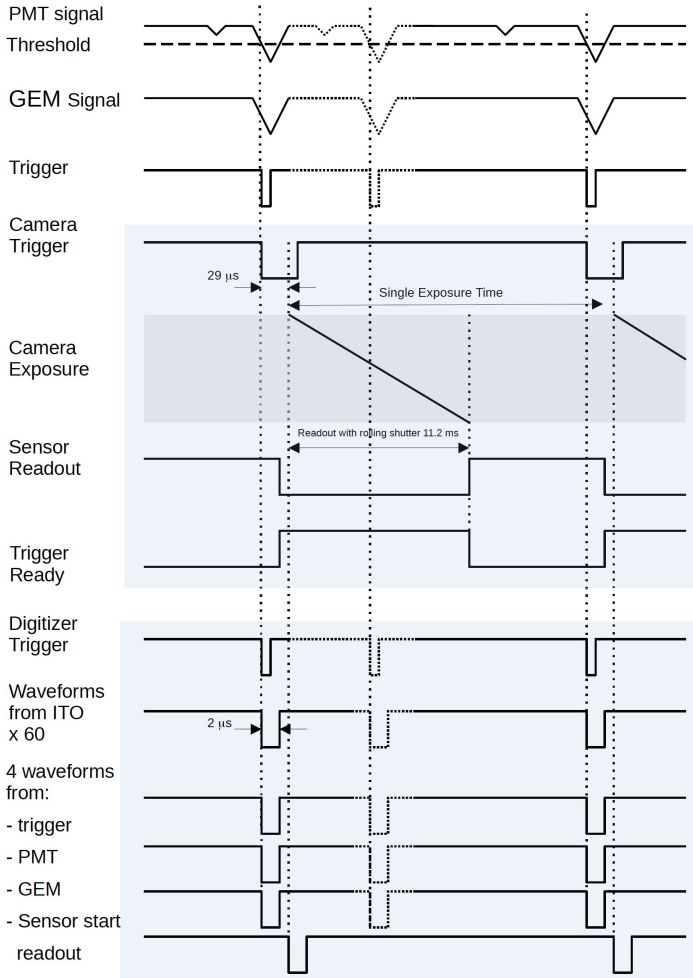 PMT signal
Threshold
GEM Signal
Trigger
Camera
Trigger
29 μs
Single Exposure Time
Camera
Exposure
Readout with rolling shutter 11.2 ms
Sensor
Readout
Trigger
Ready
Digitizer
Trigger
Waveforms
from ITO
x 60
2 μs
4 waveforms
from:
- trigger
- PMT
- GEM
- Sensor start
readout